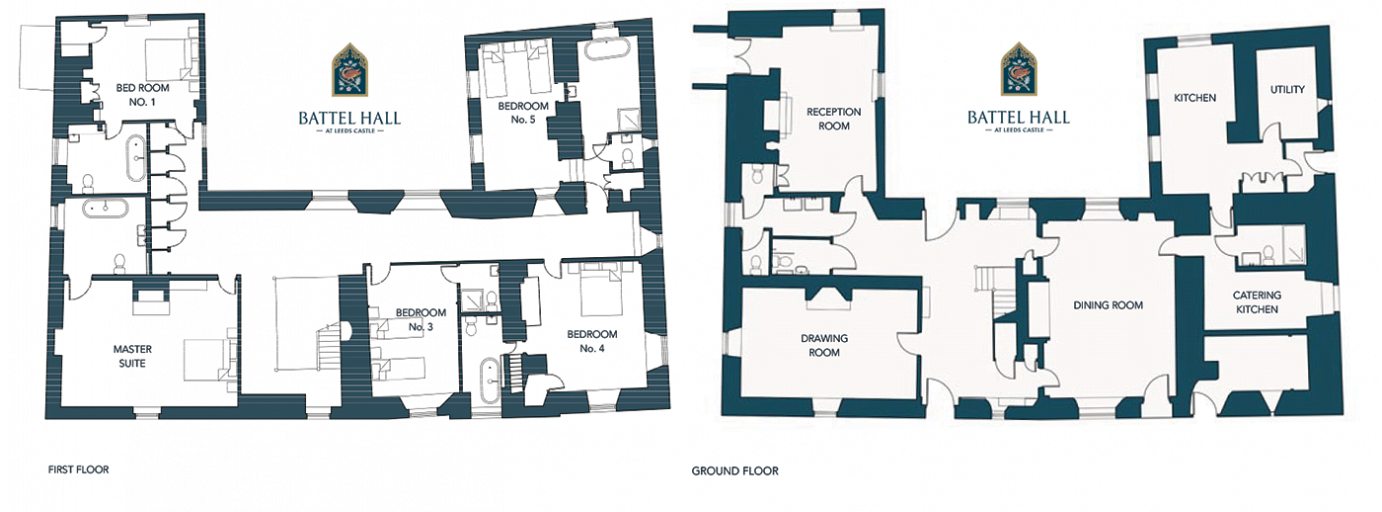 BED ROOM
NO. 1
BATTEL HALL
— AT LEEDS CASTLE —
BEDROOM
No. 5
MASTER
SUITE
BEDROOM
No. 3
BEDROOM
No. 4
FIRST FLOOR
RECEPTION
ROOM
BATTEL HALL
— AT LEEDS CASTLE —
KITCHEN
UTILITY
DRAWING
ROOM
DINING ROOM
CATERING
KITCHEN
GROUND FLOOR